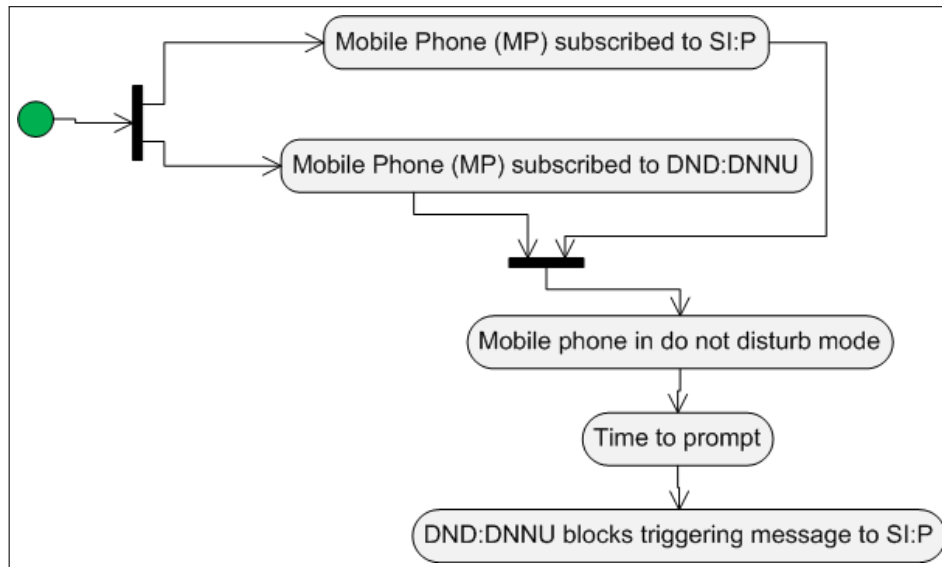 Mobile Phone (MP) subscribed to SI:P
Mobile Phone (MP) subscribed to DND:DNNU
Mobile phone in do not disturb mode
Time to prompt
DND:DNNU blocks triggering message to SI:P